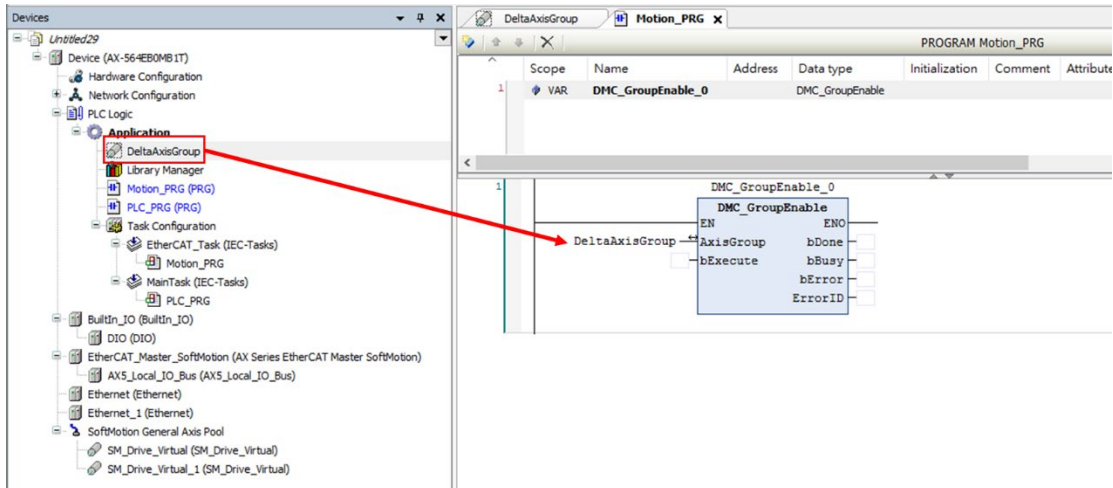 Devices
Untitled29
Device (AX-564EB0MB1T)
Hardware Configuration
Network Configuration
PLC Logic
Application
DeltaAxisGroup
Library Manager
Motion_PRG (PRG)
PLC_PRG (PRG)
Task Configuration
EtherCAT_Task (IEC-Tasks)
Motion_PRG
MainTask (IEC-Tasks)
PLC_PRG
BuiltIn_IO (BuiltIn_IO)
DIO (DIO)
EtherCAT_Master_SoftMotion (AX Series EtherCAT Master SoftMotion)
AX5_Local_IO_Bus (AX5_Local_IO_Bus)
Ethernet (Ethernet)
Ethernet_1 (Ethernet)
SoftMotion General Axis Pool
SM_Drive_Virtual (SM_Drive_Virtual)
SM_Drive_Virtual_1 (SM_Drive_Virtual)
DeltaAxisGroup Motion_PRG
PROGRAM Motion_PRG
Scope Name Address Data type Initialization Comment Attribute
1 VAR DMC_GroupEnable_0 DMC_GroupEnable
1 DMC_GroupEnable_0
DMC_GroupEnable
EN ENO
DeltaAxisGroup AxisGroup bDone
bExecute bBusy
bError
ErrorID